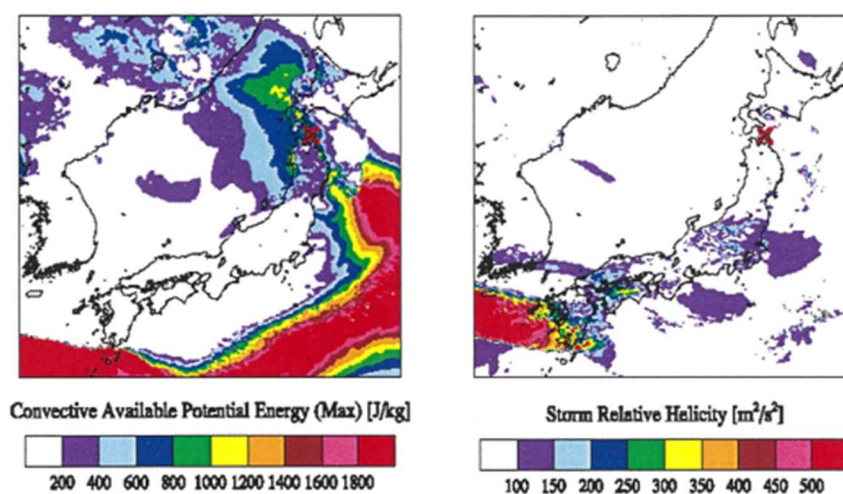 Convective Available Potential Energy (Max) [J/kg]
200 400 600 800 1000 1200 1400 1600 1800
Storm Relative Helicity [m²/s²]
100 150 200 250 300 350 400 450 500